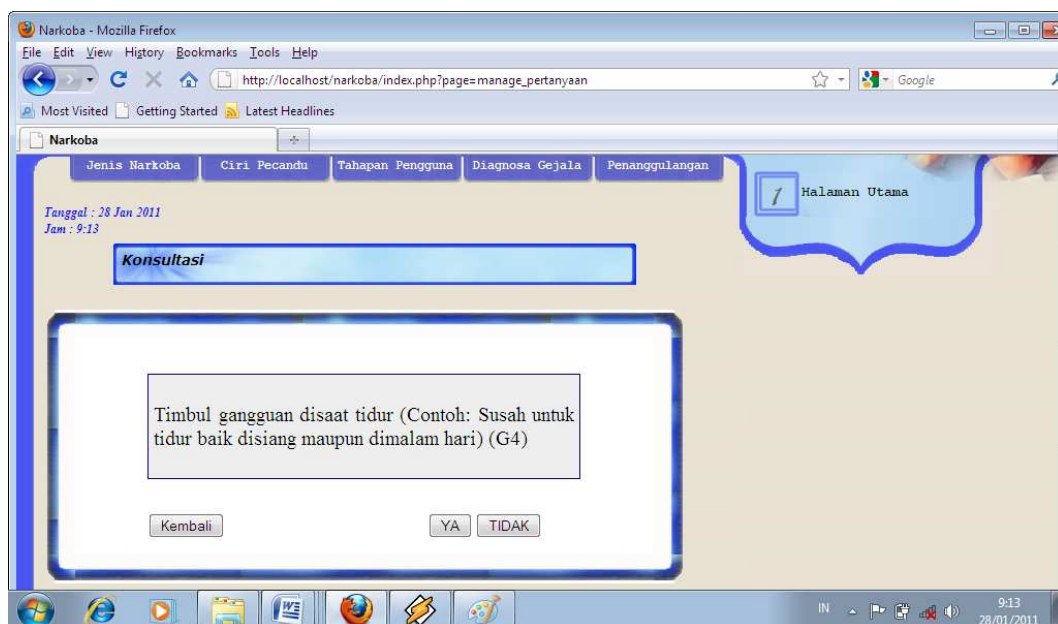 Narkoba - Mozilla Firefox
File Edit View History Bookmarks Tools Help
http://localhost/narkoba/index.php?page=manage_pertanyaan
Google
Most Visited Getting Started Latest Headlines
Narkoba
Jenis Narkoba Ciri Pecandu Tahapan Pengguna Diagnosa Gejala Penanggulangan
1 Halaman Utama
Tanggal : 28 Jan 2011
Jam : 9:13
Konsultasi
Timbul gangguan disaat tidur (Contoh: Susah untuk
tidur baik disiang maupun dimalam hari) (G4)
Kembali YA TIDAK
IN
9:13
28/01/2011